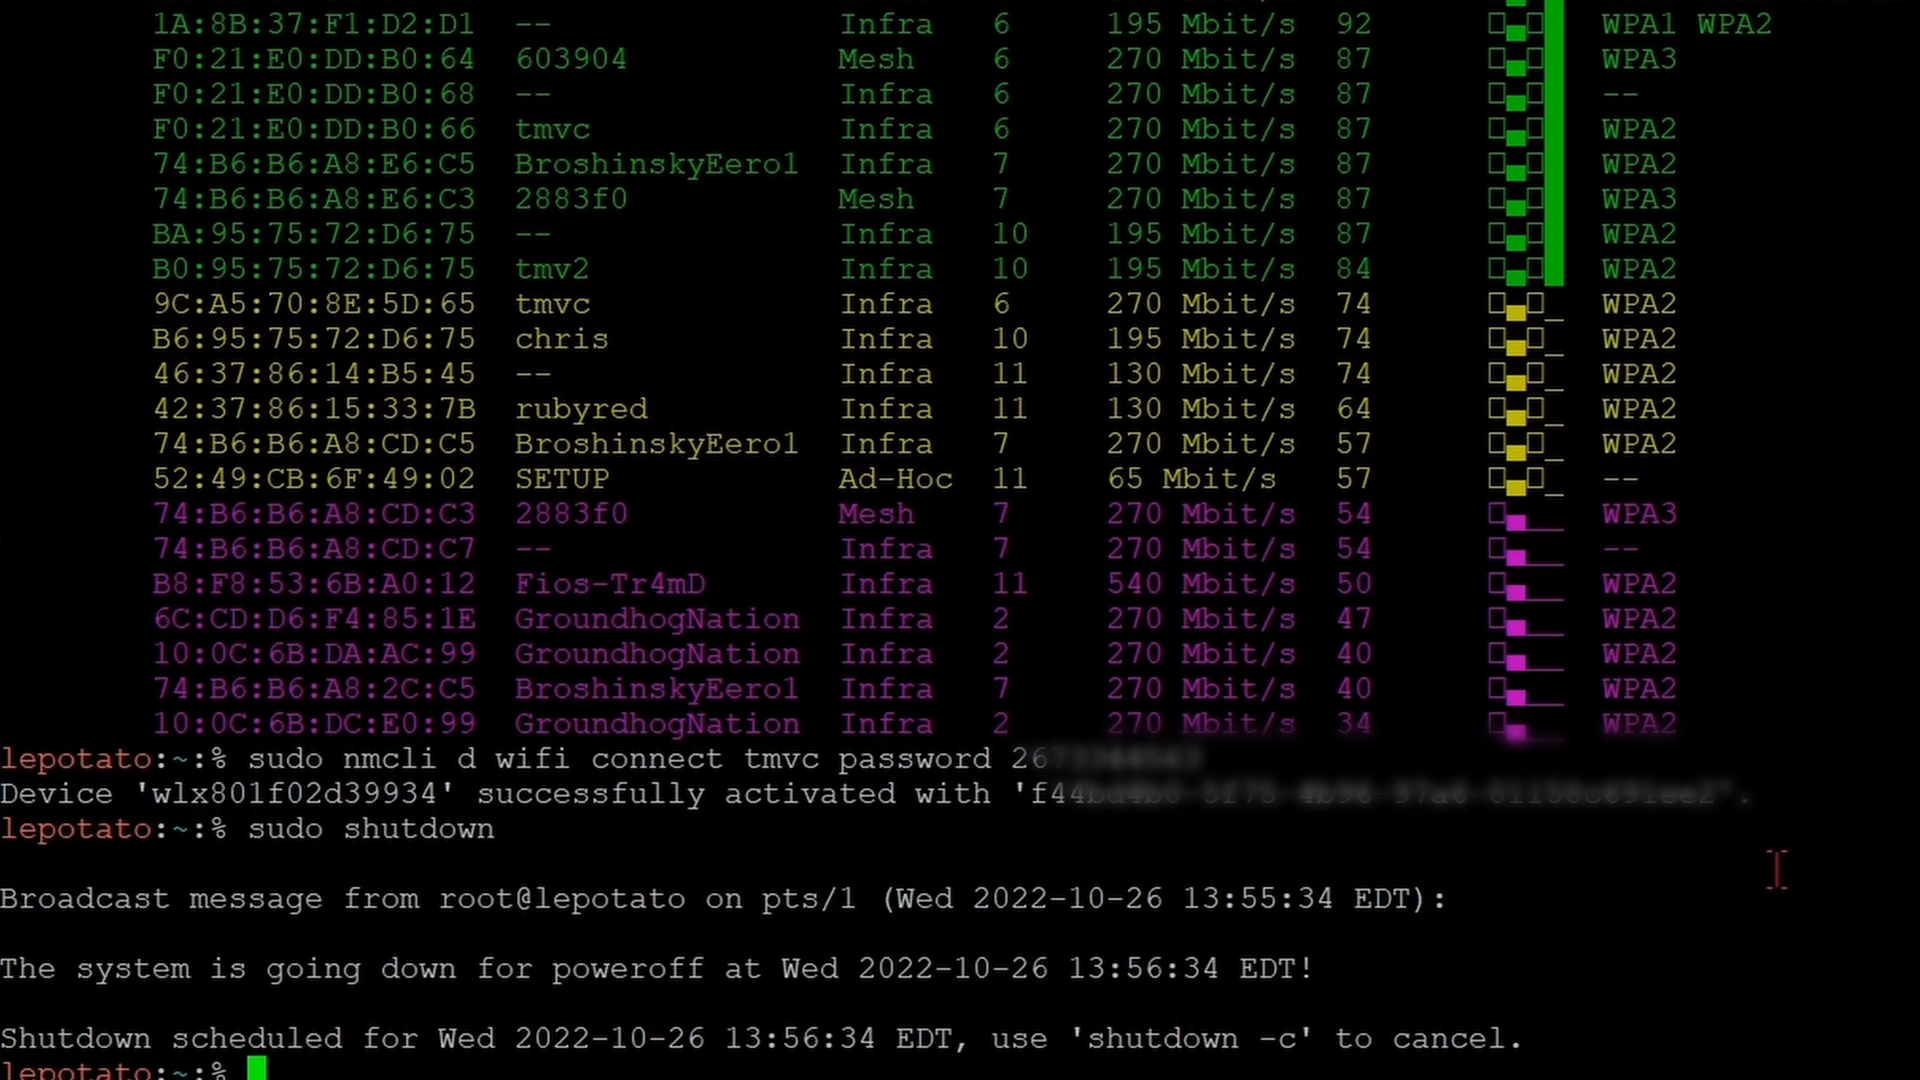 1A:8B:37:F1:D2:D1 -- Infra 6 195 Mbit/s 92 WPA1 WPA2
F0:21:E0:DD:B0:64 603904 Mesh 6 270 Mbit/s 87 WPA3
F0:21:E0:DD:B0:68 -- Infra 6 270 Mbit/s 87 --
F0:21:E0:DD:B0:66 tmvc Infra 6 270 Mbit/s 87 WPA2
74:B6:B6:A8:E6:C5 BroshinskyEero1 Infra 7 270 Mbit/s 87 WPA2
74:B6:B6:A8:E6:C3 2883f0 Mesh 7 270 Mbit/s 87 WPA3
BA:95:75:72:D6:75 -- Infra 10 195 Mbit/s 87 WPA2
B0:95:75:72:D6:75 tmv2 Infra 10 195 Mbit/s 84 WPA2
9C:A5:70:8E:5D:65 tmvc Infra 6 270 Mbit/s 74 WPA2
B6:95:75:72:D6:75 chris Infra 10 195 Mbit/s 74 WPA2
46:37:86:14:B5:45 -- Infra 11 130 Mbit/s 74 WPA2
42:37:86:15:33:7B rubyred Infra 11 130 Mbit/s 64 WPA2
74:B6:B6:A8:CD:C5 BroshinskyEero1 Infra 7 270 Mbit/s 57 WPA2
52:49:CB:6F:49:02 SETUP Ad-Hoc 11 65 Mbit/s 57 --
74:B6:B6:A8:CD:C3 2883f0 Mesh 7 270 Mbit/s 54 WPA3
74:B6:B6:A8:CD:C7 -- Infra 7 270 Mbit/s 54 --
B8:F8:53:6B:A0:12 Fios-Tr4mD Infra 11 540 Mbit/s 50 WPA2
6C:CD:D6:F4:85:1E GroundhogNation Infra 2 270 Mbit/s 47 WPA2
10:0C:6B:DA:AC:99 GroundhogNation Infra 2 270 Mbit/s 40 WPA2
74:B6:B6:A8:2C:C5 BroshinskyEero1 Infra 7 270 Mbit/s 40 WPA2
10:0C:6B:DC:E0:99 GroundhogNation Infra 2 270 Mbit/s 34 WPA2
lepotato:~:% sudo nmcli d wifi connect tmvc password
Device 'wlx801f02d39934' successfully activated with
lepotato:~:% sudo shutdown
Broadcast message from root@lepotato on pts/1 (Wed 2022-10-26 13:55:34 EDT):
The system is going down for poweroff at Wed 2022-10-26 13:56:34 EDT!
Shutdown scheduled for Wed 2022-10-26 13:56:34 EDT, use 'shutdown -c' to cancel.
lepotato:~:%